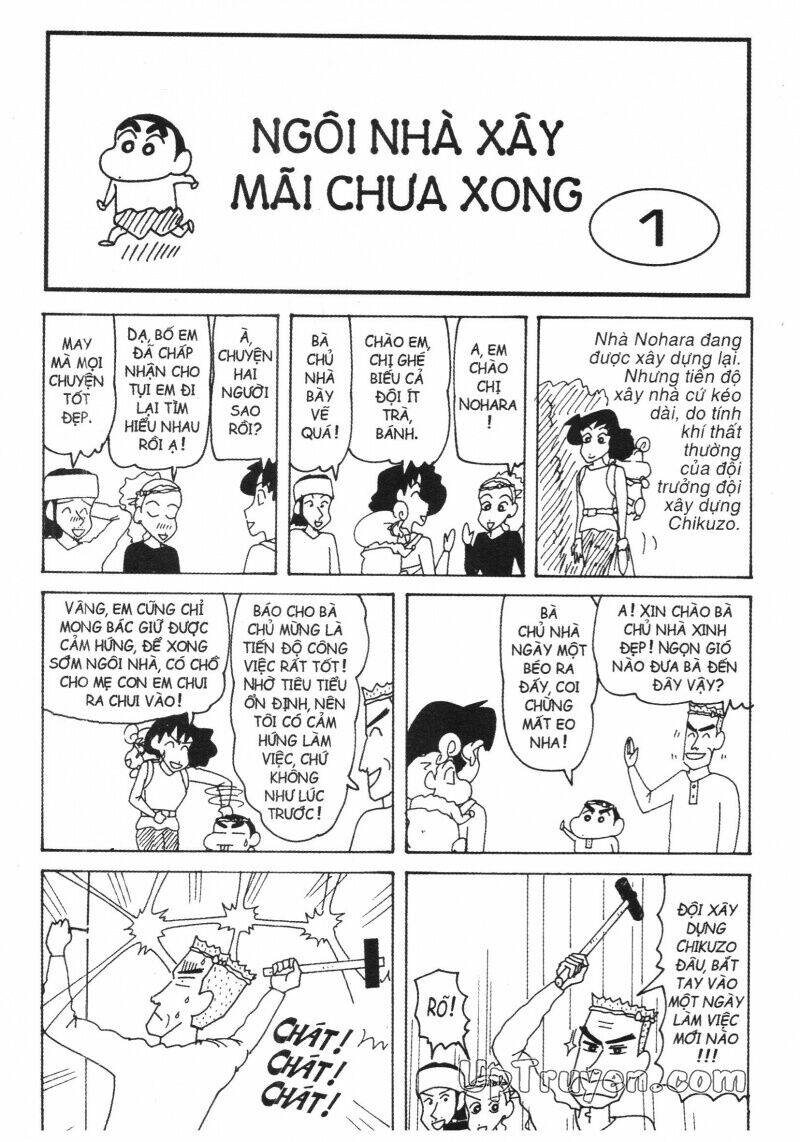 NGÔI NHÀ XÂY
MÃI CHƯA XONG
1
Nhà Nohara đang
được xây dựng lại.
Nhưng tiến độ
xây nhà cứ kéo
dài, do tính
khí thất
thường
của đội
trưởng đội
xây dựng
Chikuzo.
A, EM
CHÀO
CHỊ
NOHARA
!
CHÀO EM,
CHỊ GHÉ
BIẾU CẢ
ĐỘI ÍT
TRÀ,
BÁNH.
BÀ
CHỦ
NHÀ
BÀY
VẼ
QUÁ!
À,
CHUYỆN
HAI
NGƯỜI
SAO
RỒI?
DẠ, BỐ EM
ĐÃ CHẤP
NHẬN CHO
TỤI EM ĐI
LẠI TÌM
HIỂU NHAU
RỒI Ạ!
MAY
MÀ MỌI
CHUYỆN
TỐT
ĐẸP.
A! XIN CHÀO BÀ
CHỦ NHÀ XINH
ĐẸP! NGỌN GIÓ
NÀO ĐƯA BÀ ĐẾN
ĐÂY VẬY?
BÀ
CHỦ NHÀ
NGÀY MỘT
BÉO RA
ĐẤY, COI
CHỪNG
MẤT EO
NHA!
BÁO CHO BÀ
CHỦ MỪNG LÀ
TIẾN ĐỘ CÔNG
VIỆC RẤT TỐT!
NHỜ TIÊU TIỂU
ỔN ĐỊNH, NÊN
TÔI CÓ CẢM
HỨNG LÀM
VIỆC, CHỨ
KHÔNG
NHƯ LÚC
TRƯỚC!
VÂNG, EM CŨNG CHỈ
MONG BÁC GIỮ ĐƯỢC
CẢM HỨNG, ĐỂ XONG
SỚM NGÔI NHÀ, CÓ CHỖ
CHO MẸ CON EM CHUI
RA CHUI VÀO!
ĐỘI XÂY
DỰNG
CHIKUZO
ĐÂU, BẮT
TAY VÀO
MỘT NGÀY
LÀM VIỆC
MỚI NÀO
!!!
RÕ!
CHÁT!
CHÁT!
CHÁT!
UpTruyen.com